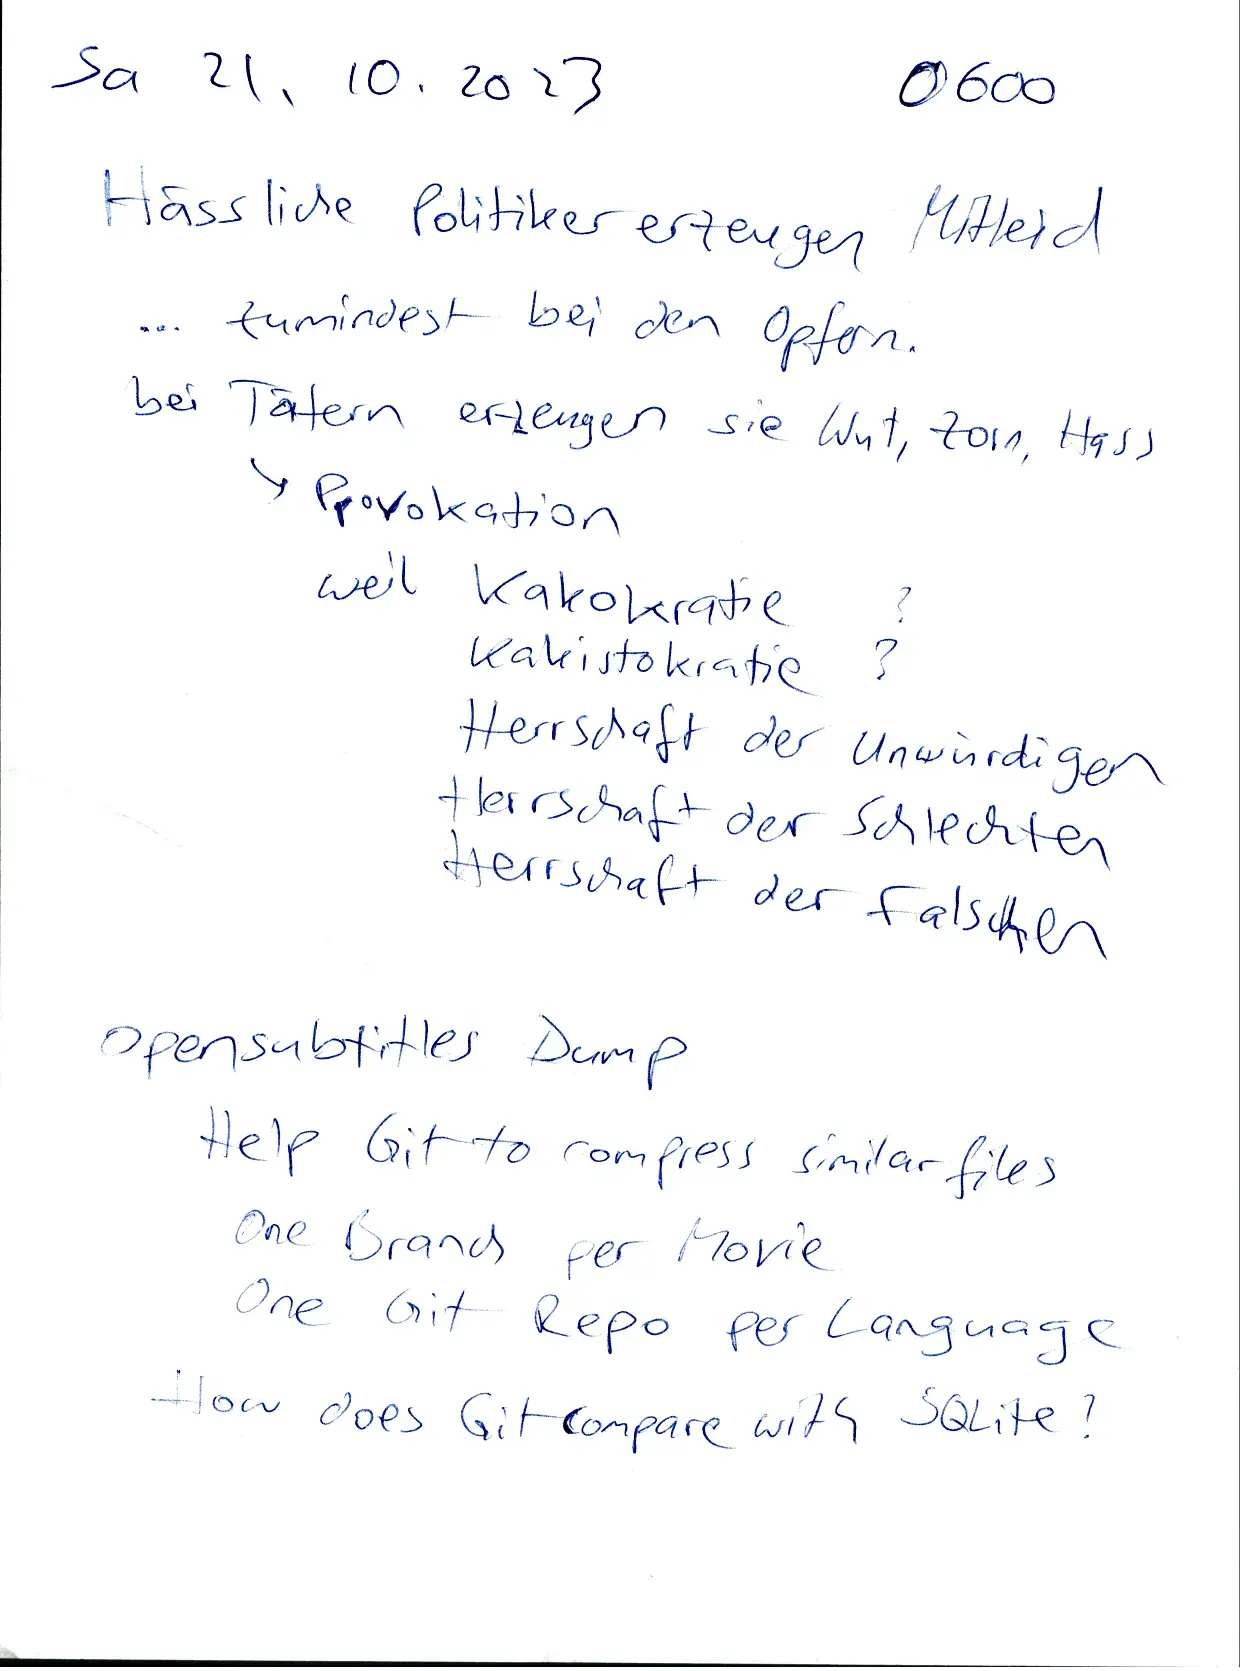 Sa 21. 10. 2023 0600
Hässliche Politiker erzeugen Mitleid
... zumindest bei den Opfern.
bei Tätern erzeugen sie Wut, Zorn, Hass
↘ Provokation
weil Kakokratie ?
Kakistokratie ?
Herrschaft der Unwürdigen
Herrschaft der Schlechten
Herrschaft der Falschen
Opensubtitles Dump
Help Git to compress similar files
One Branch per Movie
One Git Repo per Language
How does Git compare with SQLite?